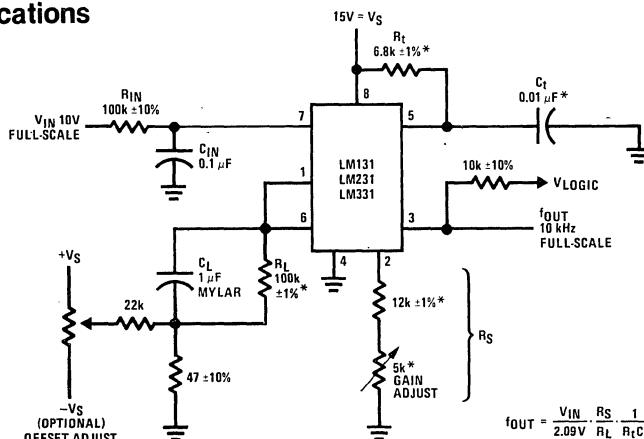 cations
15V = VS
Rt
6.8k ±1%*
8
RIN
100k ±10%
VIN 10V
FULL-SCALE
7
5
Ct
0.01 µF*
CIN
0.1 µF
LM131
LM231
LM331
1
10k ±10%
VLOGIC
6
3
fOUT
10 kHz
FULL-SCALE
4
2
+VS
CL
1 µF
MYLAR
RL
100k
±1%*
12k ±1%*
22k
RS
47 ±10%
5k*
GAIN
ADJUST
−VS
(OPTIONAL)
OFFSET ADJUST
fOUT = VIN/2.09V · RS/RL · 1/RtC